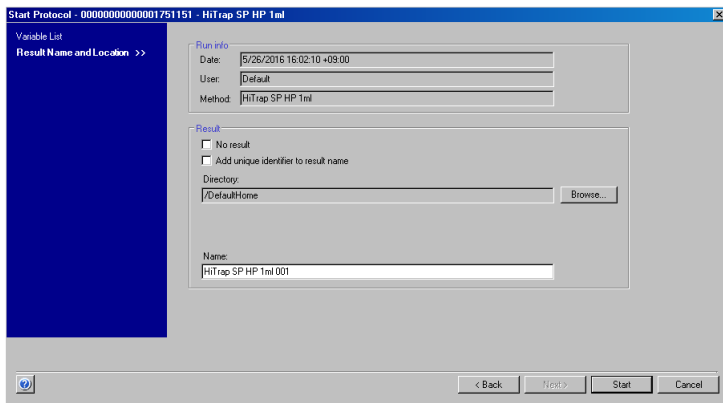 Start Protocol - 00000000000001751151 - HiTrap SP HP 1ml
Variable List
Result Name and Location >>
Run info
Date: 5/26/2016 16:02:10 +09:00
User: Default
Method: HiTrap SP HP 1ml
Result
No result
Add unique identifier to result name
Directory:
/DefaultHome
Browse...
Name:
HiTrap SP HP 1ml 001
< Back Next > Start Cancel